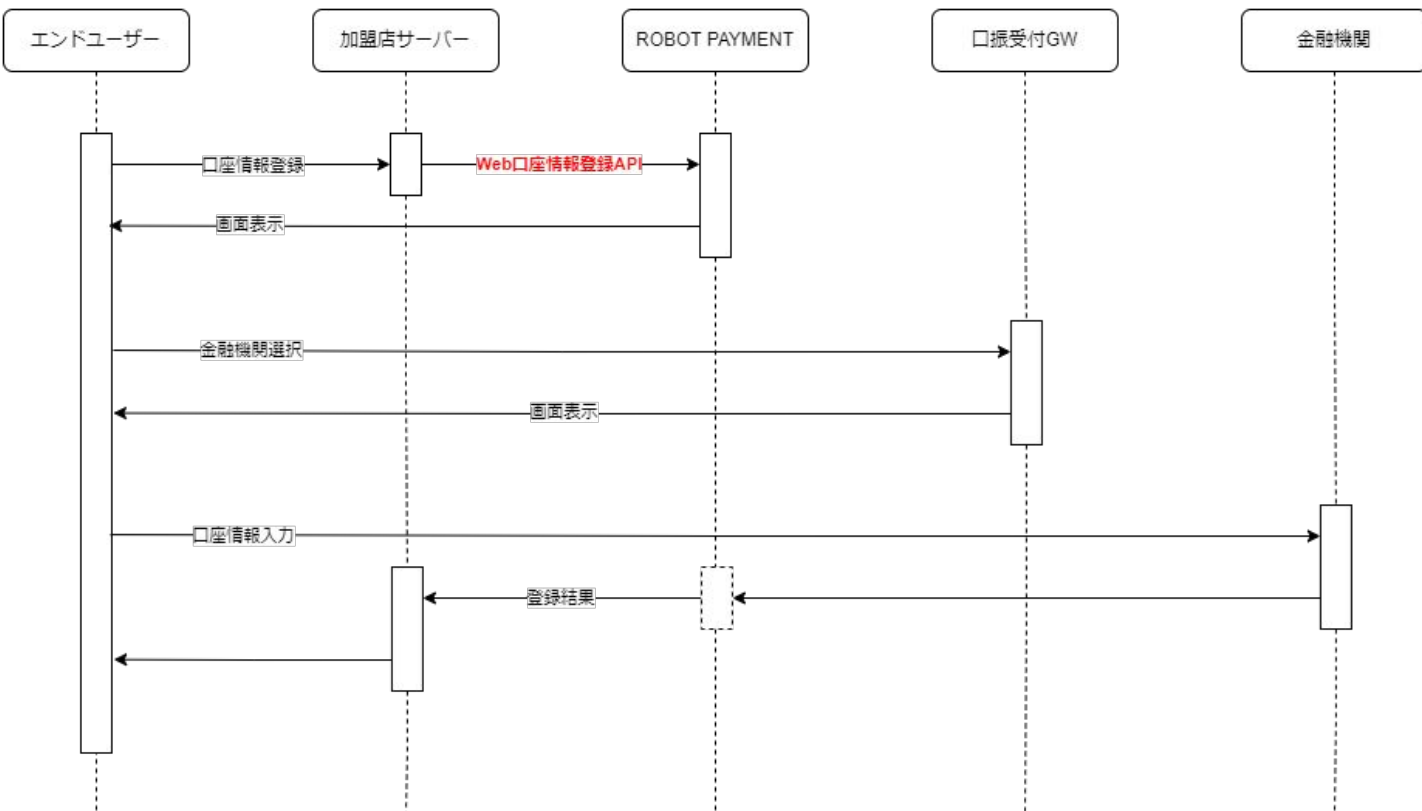 エンドユーザー
加盟店サーバー
ROBOT PAYMENT
口振受付GW
金融機関
口座情報登録
Web口座情報登録API
画面表示
金融機関選択
画面表示
口座情報入力
登録結果